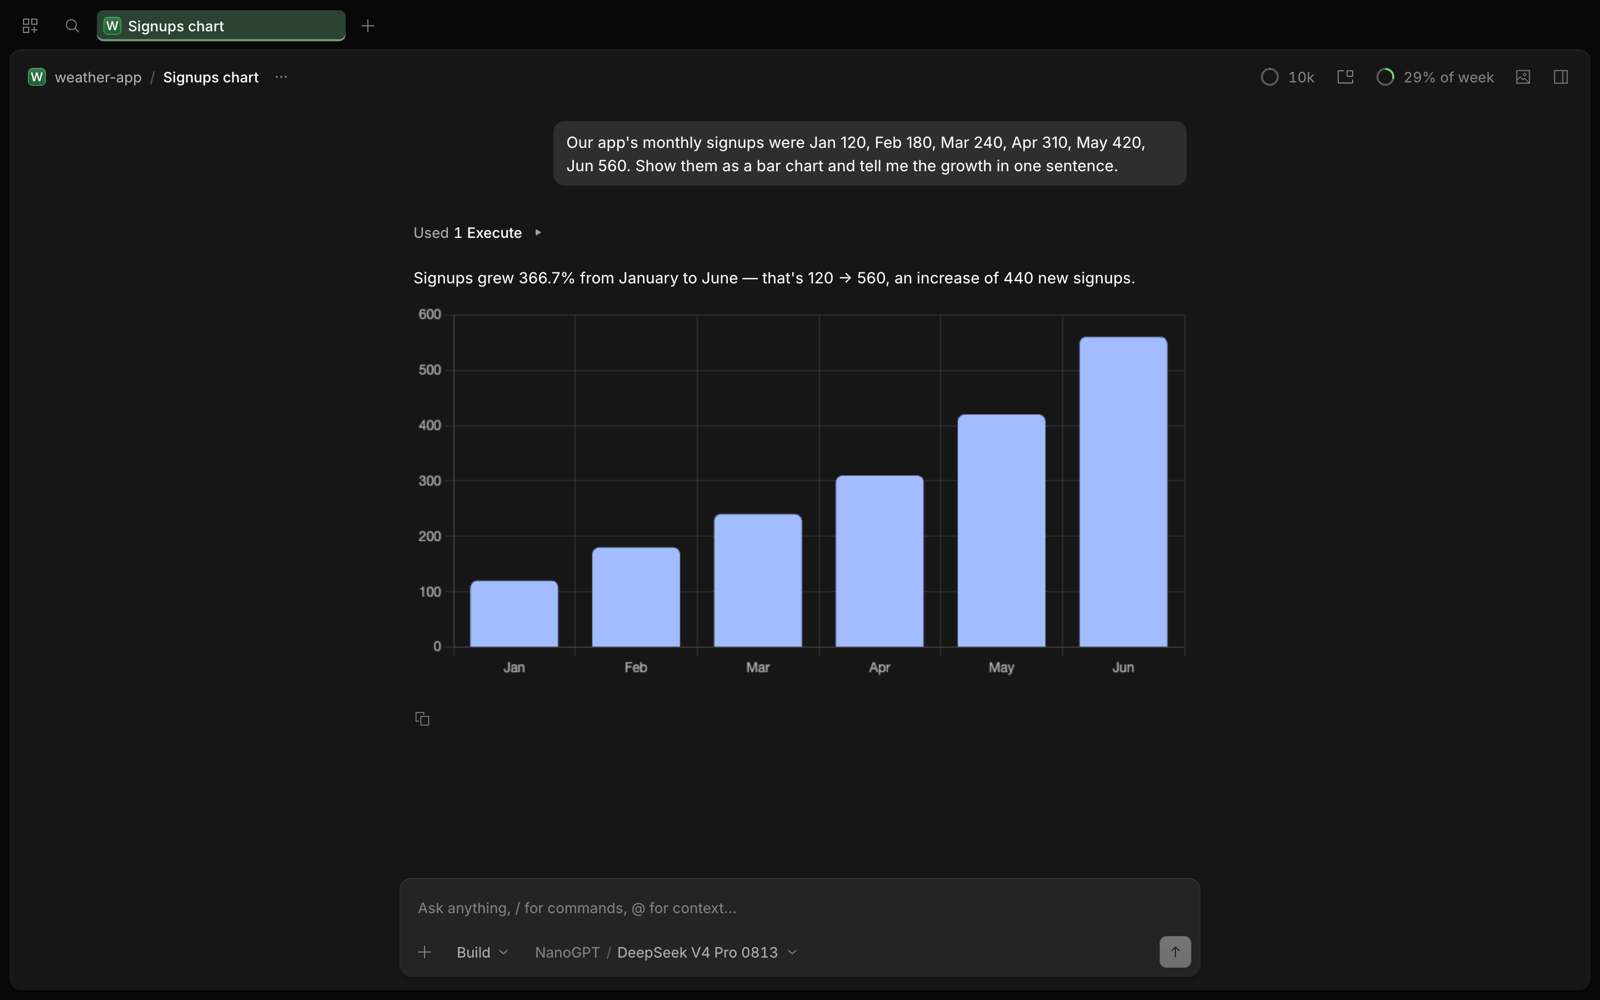 W Signups chart
W weather-app / Signups chart ...
10k
29% of week
Our app's monthly signups were Jan 120, Feb 180, Mar 240, Apr 310, May 420,
Jun 560. Show them as a bar chart and tell me the growth in one sentence.
Used 1 Execute
Signups grew 366.7% from January to June — that's 120 → 560, an increase of 440 new signups.
600
500
400
300
200
100
0
Jan Feb Mar Apr May Jun
Ask anything, / for commands, @ for context...
Build NanoGPT / DeepSeek V4 Pro 0813